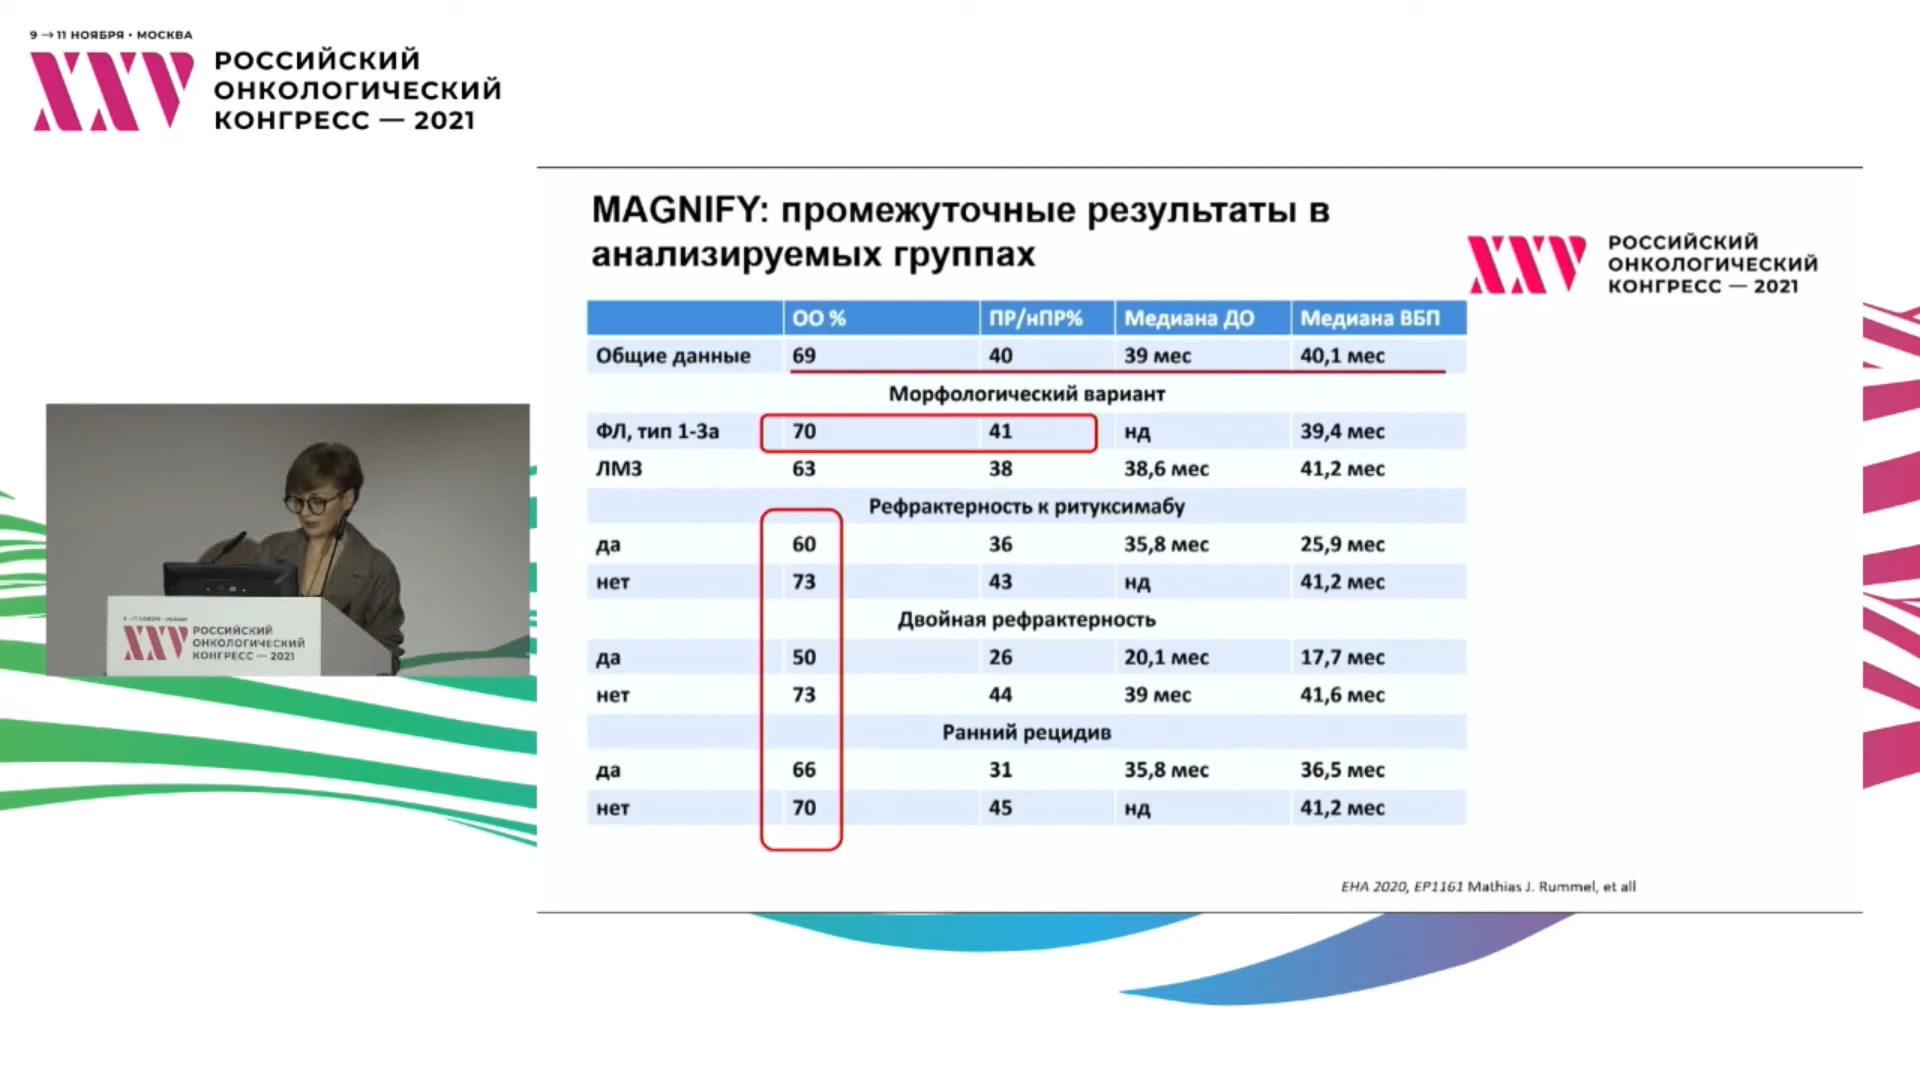 9 → 11 НОЯБРЯ • МОСКВА
XXV
РОССИЙСКИЙ
ОНКОЛОГИЧЕСКИЙ
КОНГРЕСС — 2021
MAGNIFY: промежуточные результаты в
анализируемых группах
XXV
РОССИЙСКИЙ
ОНКОЛОГИЧЕСКИЙ
КОНГРЕСС — 2021
ОО % ПР/нПР% Медиана ДО Медиана ВБП
Общие данные 69 40 39 мес 40,1 мес
Морфологический вариант
ФЛ, тип 1-3a 70 41 нд 39,4 мес
ЛМЗ 63 38 38,6 мес 41,2 мес
Рефрактерность к ритуксимабу
да 60 36 35,8 мес 25,9 мес
нет 73 43 нд 41,2 мес
Двойная рефрактерность
да 50 26 20,1 мес 17,7 мес
нет 73 44 39 мес 41,6 мес
Ранний рецидив
да 66 31 35,8 мес 36,5 мес
нет 70 45 нд 41,2 мес
EHA 2020, EP1161 Mathias J. Rummel, et all
9 → 11 НОЯБРЯ • МОСКВА
XXV
РОССИЙСКИЙ
ОНКОЛОГИЧЕСКИЙ
КОНГРЕСС — 2021